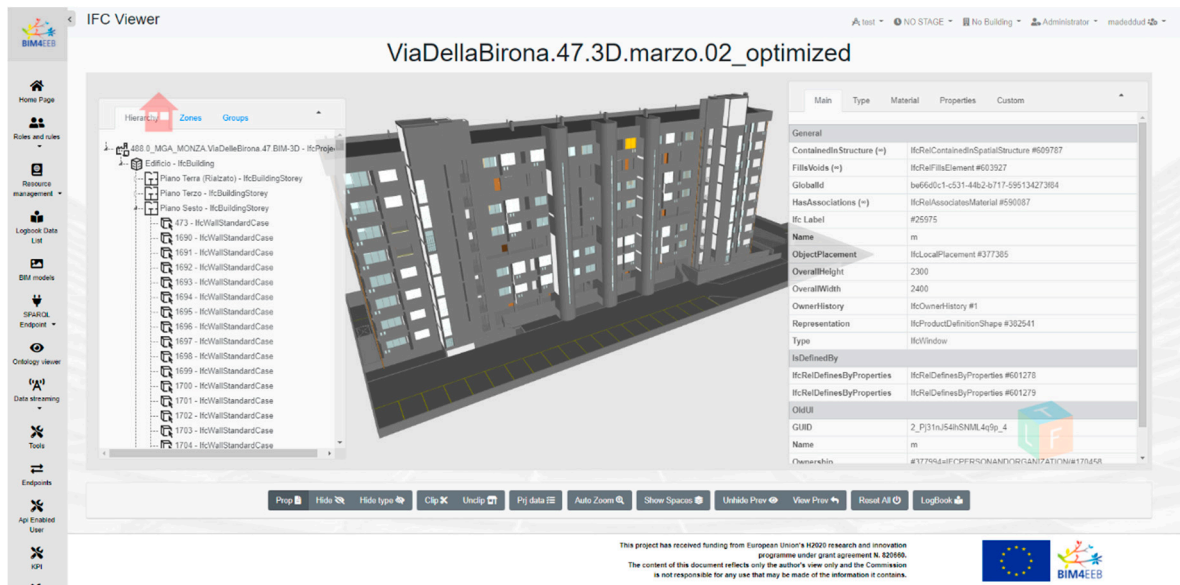 IFC Viewer
test
NO STAGE
No Building
Administrator
madeddud
BIM4EEB
ViaDellaBirona.47.3D.marzo.02_optimized
Home Page
Roles and rules
Resource
management
Logbook Data
List
BIM models
SPARQL
Endpoint
Ontology viewer
Data streaming
Tools
Endpoints
Api Enabled
User
KPI
Hierarchy Zones Groups
488.0_MGA_MONZA.ViaDelleBirona.47.BIM-3D - IfcProje
Edificio - IfcBuilding
Piano Terra (Rialzato) - IfcBuildingStorey
Piano Terzo - IfcBuildingStorey
Piano Sesto - IfcBuildingStorey
473 - IfcWallStandardCase
1690 - IfcWallStandardCase
1691 - IfcWallStandardCase
1692 - IfcWallStandardCase
1693 - IfcWallStandardCase
1694 - IfcWallStandardCase
1695 - IfcWallStandardCase
1696 - IfcWallStandardCase
1697 - IfcWallStandardCase
1698 - IfcWallStandardCase
1699 - IfcWallStandardCase
1700 - IfcWallStandardCase
1701 - IfcWallStandardCase
1702 - IfcWallStandardCase
1703 - IfcWallStandardCase
1704 - IfcWallStandardCase
Main Type Material Properties Custom
General
ContainedInStructure (∞) IfcRelContainedInSpatialStructure #609787
FillsVoids (∞) IfcRelFillsElement #603927
GlobalId be66d0c1-c531-44b2-b717-595134273f84
HasAssociations (∞) IfcRelAssociatesMaterial #590087
Ifc Label #25975
Name m
ObjectPlacement IfcLocalPlacement #377385
OverallHeight 2300
OverallWidth 2400
OwnerHistory IfcOwnerHistory #1
Representation IfcProductDefinitionShape #382541
Type IfcWindow
IsDefinedBy
IfcRelDefinesByProperties IfcRelDefinesByProperties #601278
IfcRelDefinesByProperties IfcRelDefinesByProperties #601279
OldUI
GUID 2_Pj31nJ54lhSNML4q9p_4
Name m
Ownership #377994=IFCPERSONANDORGANIZATION(#170458
T
L F
Prop Hide Hide type Clip Unclip Prj data Auto Zoom Show Spaces Unhide Prev View Prev Reset All LogBook
This project has received funding from European Union's H2020 research and innovation
programme under grant agreement N. 820660.
The content of this document reflects only the author's view only and the Commission
is not responsible for any use that may be made of the information it contains.
BIM4EEB